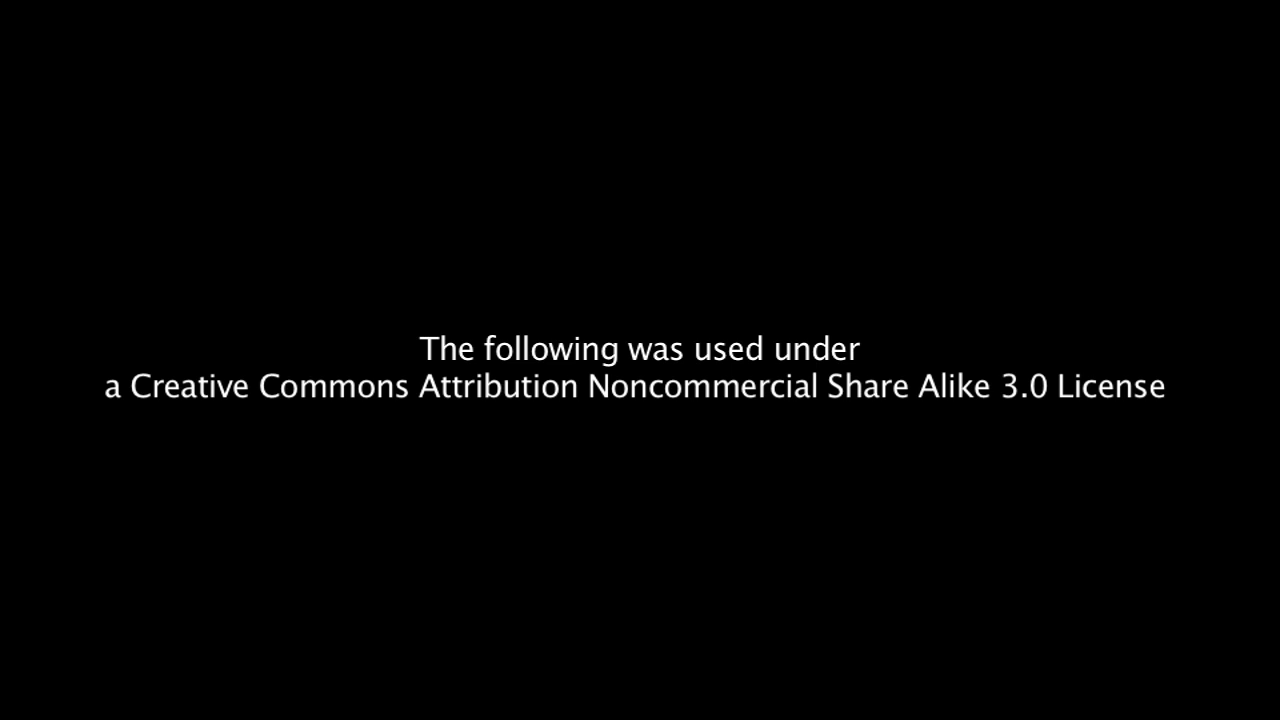 The following was used under
a Creative Commons Attribution Noncommercial Share Alike 3.0 License